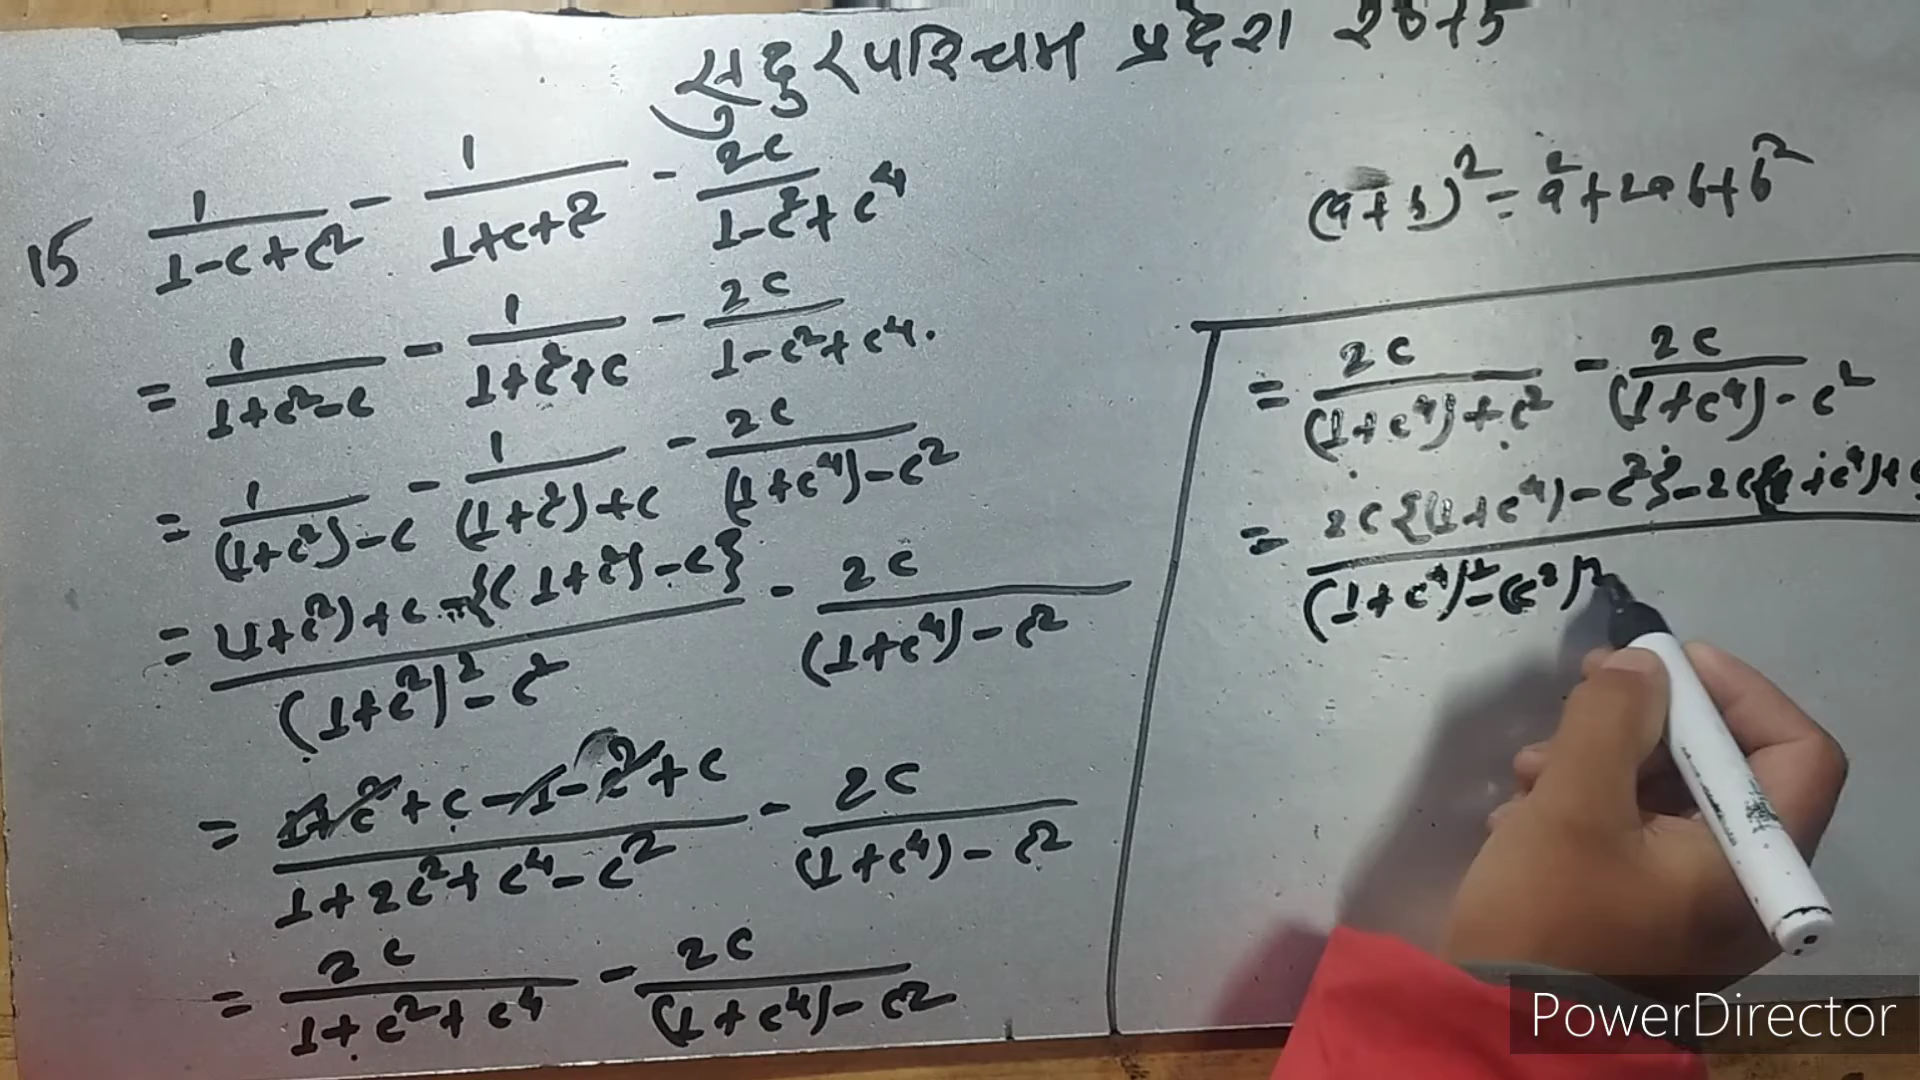 सुदुरपश्चिम प्रदेश 2075
15 1/(1-c+c²) - 1/(1+c+c²) - 2c/(1-c²+c⁴)
= 1/(1+c²-c) - 1/(1+c²+c) - 2c/(1-c²+c⁴).
= 1/((1+c²)-c) - 1/((1+c²)+c) - 2c/((1+c⁴)-c²)
= ((1+c²)+c-{(1+c²)-c})/((1+c²)²-c²) - 2c/((1+c⁴)-c²)
= (1+c²+c-1-c²+c)/(1+2c²+c⁴-c²) - 2c/((1+c⁴)-c²)
= 2c/(1+c²+c⁴) - 2c/((1+c⁴)-c²)
(a+b)²=a²+2ab+b²
= 2c/((1+c⁴)+c²) - 2c/((1+c⁴)-c²)
= 2c{(1+c⁴)-c²}-2c{(1+c⁴)+c/((1+c⁴)²-(c²)²
PowerDirector